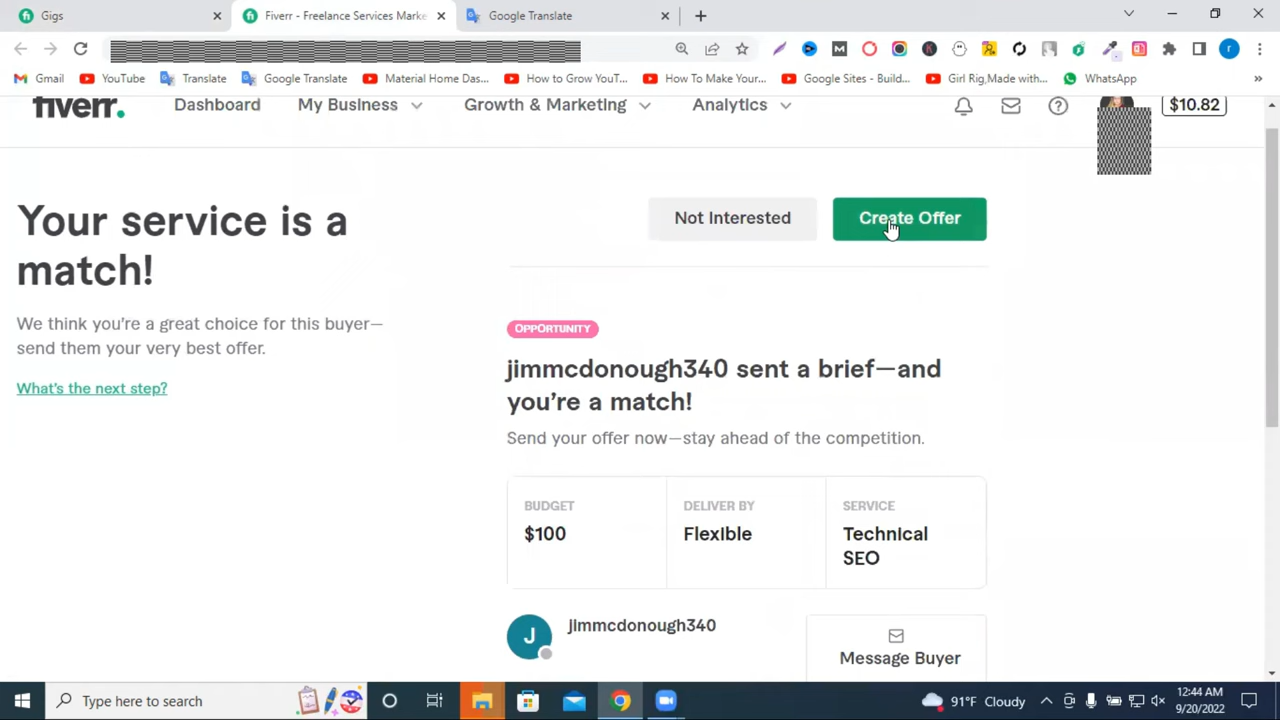 Gigs
Fiverr - Freelance Services Marke
Google Translate
Gmail
YouTube
Translate
Google Translate
Material Home Das...
How to Grow YouT...
How To Make Your...
Google Sites - Build...
Girl Rig,Made with...
WhatsApp
fiverr.
Dashboard
My Business
Growth & Marketing
Analytics
$10.82
Your service is a
match!
We think you're a great choice for this buyer—
send them your very best offer.
What's the next step?
Not Interested
Create Offer
OPPORTUNITY
jimmcdonough340 sent a brief—and
you're a match!
Send your offer now—stay ahead of the competition.
BUDGET
$100
DELIVER BY
Flexible
SERVICE
Technical
SEO
J
jimmcdonough340
Message Buyer
Type here to search
91°F Cloudy
12:44 AM
9/20/2022